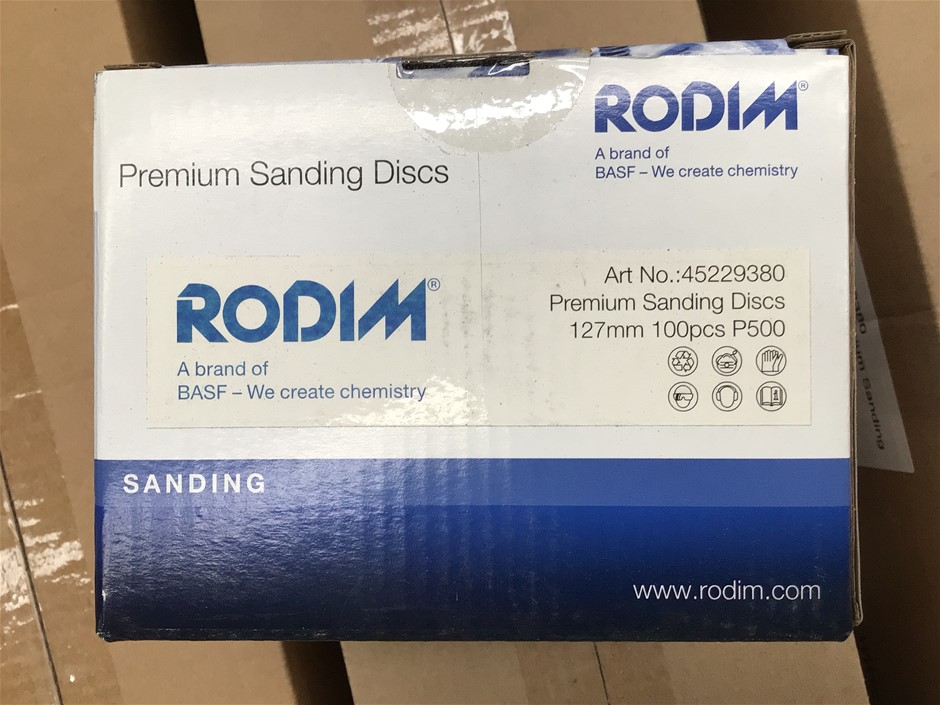 RODIM®
A brand of
BASF – We create chemistry
Premium Sanding Discs
RODIM®
A brand of
BASF – We create chemistry
Art No.:45229380
Premium Sanding Discs
127mm 100pcs P500
SANDING
www.rodim.com